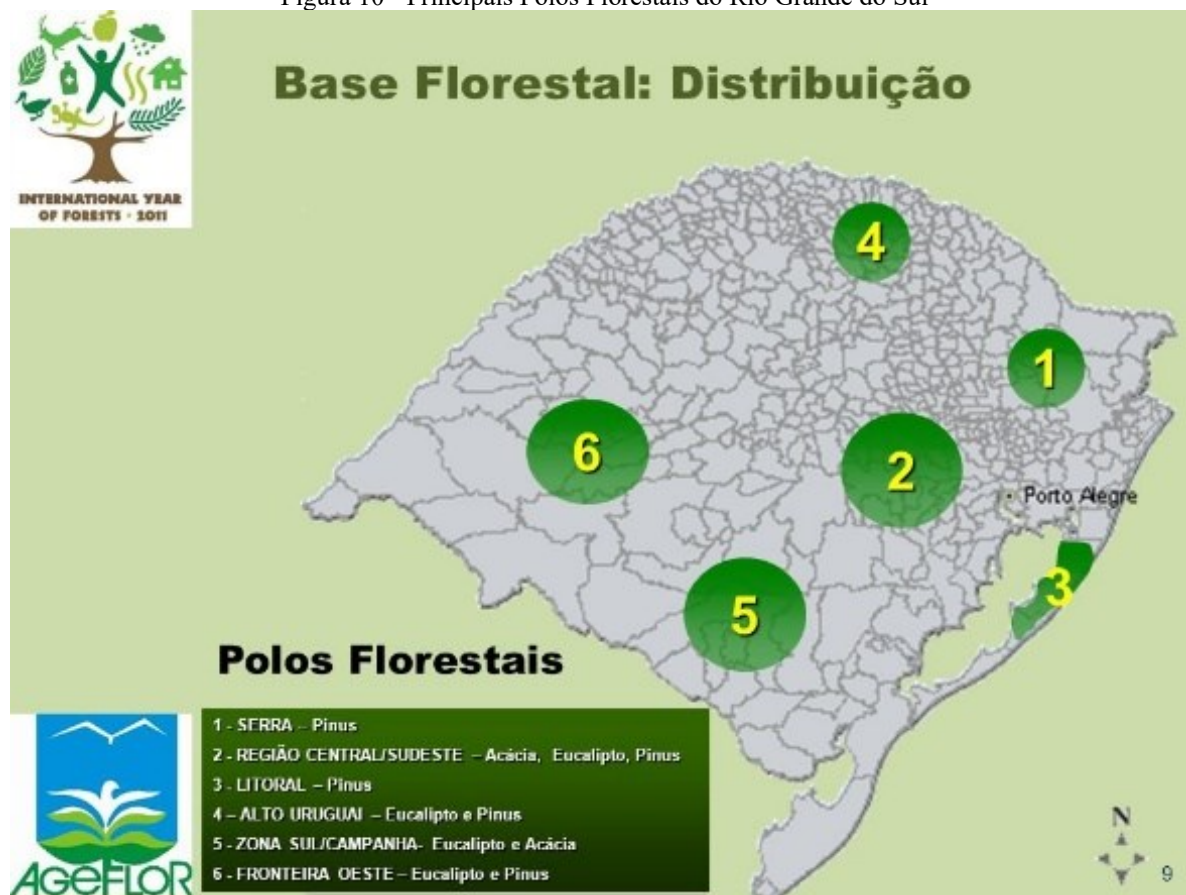 Figura 10 - Principais Polos Florestais do Rio Grande do Sul
INTERNATIONAL YEAR
OF FORESTS · 2011
Base Florestal: Distribuição
4
1
6
2
Porto Alegre
3
5
Polos Florestais
1 - SERRA – Pinus
2 - REGIÃO CENTRAL/SUDESTE – Acácia, Eucalipto, Pinus
3 - LITORAL – Pinus
4 – ALTO URUGUAI – Eucalipto e Pinus
5 - ZONA SUL/CAMPANHA- Eucalipto e Acácia
6 - FRONTEIRA OESTE – Eucalipto e Pinus
AGEFLOR
N
9